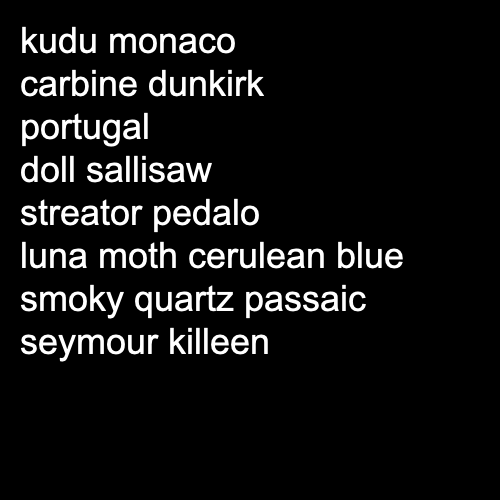 kudu monaco
carbine dunkirk
portugal
doll sallisaw
streator pedalo
luna moth cerulean blue
smoky quartz passaic
seymour killeen